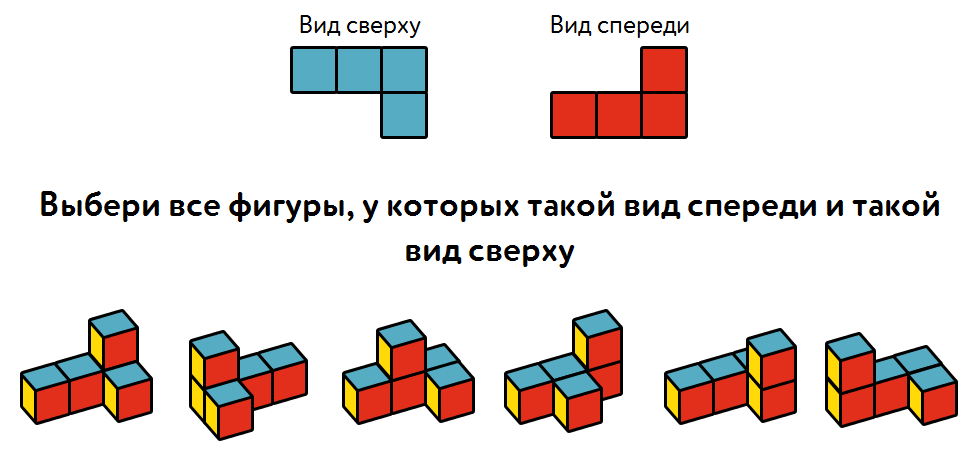 Вид сверху
Вид спереди
Выбери все фигуры, у которых такой вид спереди и такой
вид сверху